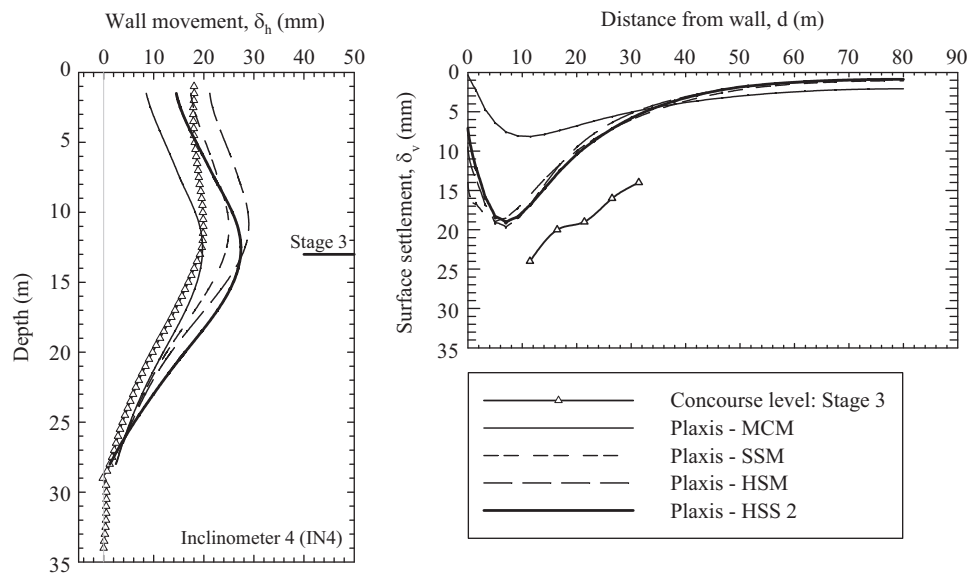 Wall movement, δh (mm)
0 10 20 30 40 50
0
5
10
15
20
25
30
35
Depth (m)
Stage 3
Inclinometer 4 (IN4)
Distance from wall, d (m)
0 10 20 30 40 50 60 70 80 90
0
5
10
15
20
25
30
35
Surface settlement, δv (mm)
Concourse level: Stage 3
Plaxis - MCM
Plaxis - SSM
Plaxis - HSM
Plaxis - HSS 2